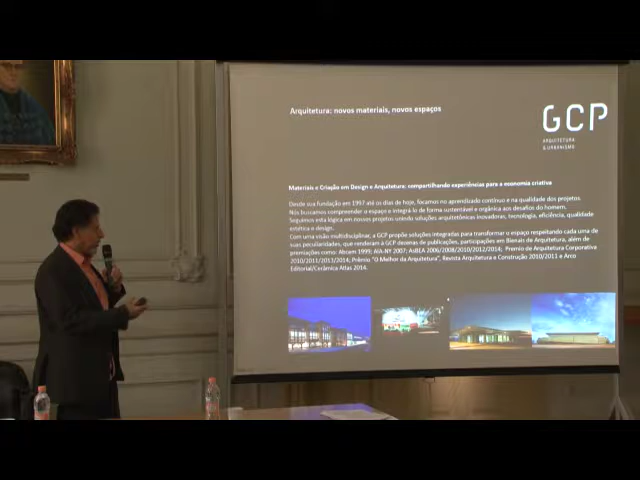 Arquitetura: novos materiais, novos espaços
GCP
ARQUITETURA
& URBANISMO
Materiais e Criação em Design e Arquitetura: compartilhando experiências para a economia criativa
Desde sua fundação em 1997 até os dias de hoje, focamos no aprendizado contínuo e na qualidade dos projetos.
Nós buscamos compreender o espaço e integrá-lo de forma sustentável e orgânica aos desafios do homem.
Seguimos esta lógica em nossos projetos unindo soluções arquitetônicas inovadoras, tecnologia, eficiência, qualidade
estética e design.
Com uma visão multidisciplinar, a GCP propõe soluções integradas para transformar o espaço respeitando cada uma de
suas peculiaridades, que renderam à GCP dezenas de publicações, participações em Bienais de Arquitetura, além de
premiações como: Abcem 1999; AIA-NY 2007; AsBEA 2006/2008/2010/2012/2014; Premio de Arquitetura Corporativa
2010/2011/2013/2014; Prêmio "O Melhor da Arquitetura", Revista Arquitetura e Construção 2010/2011 e Arco
Editorial/Cerâmica Atlas 2014.